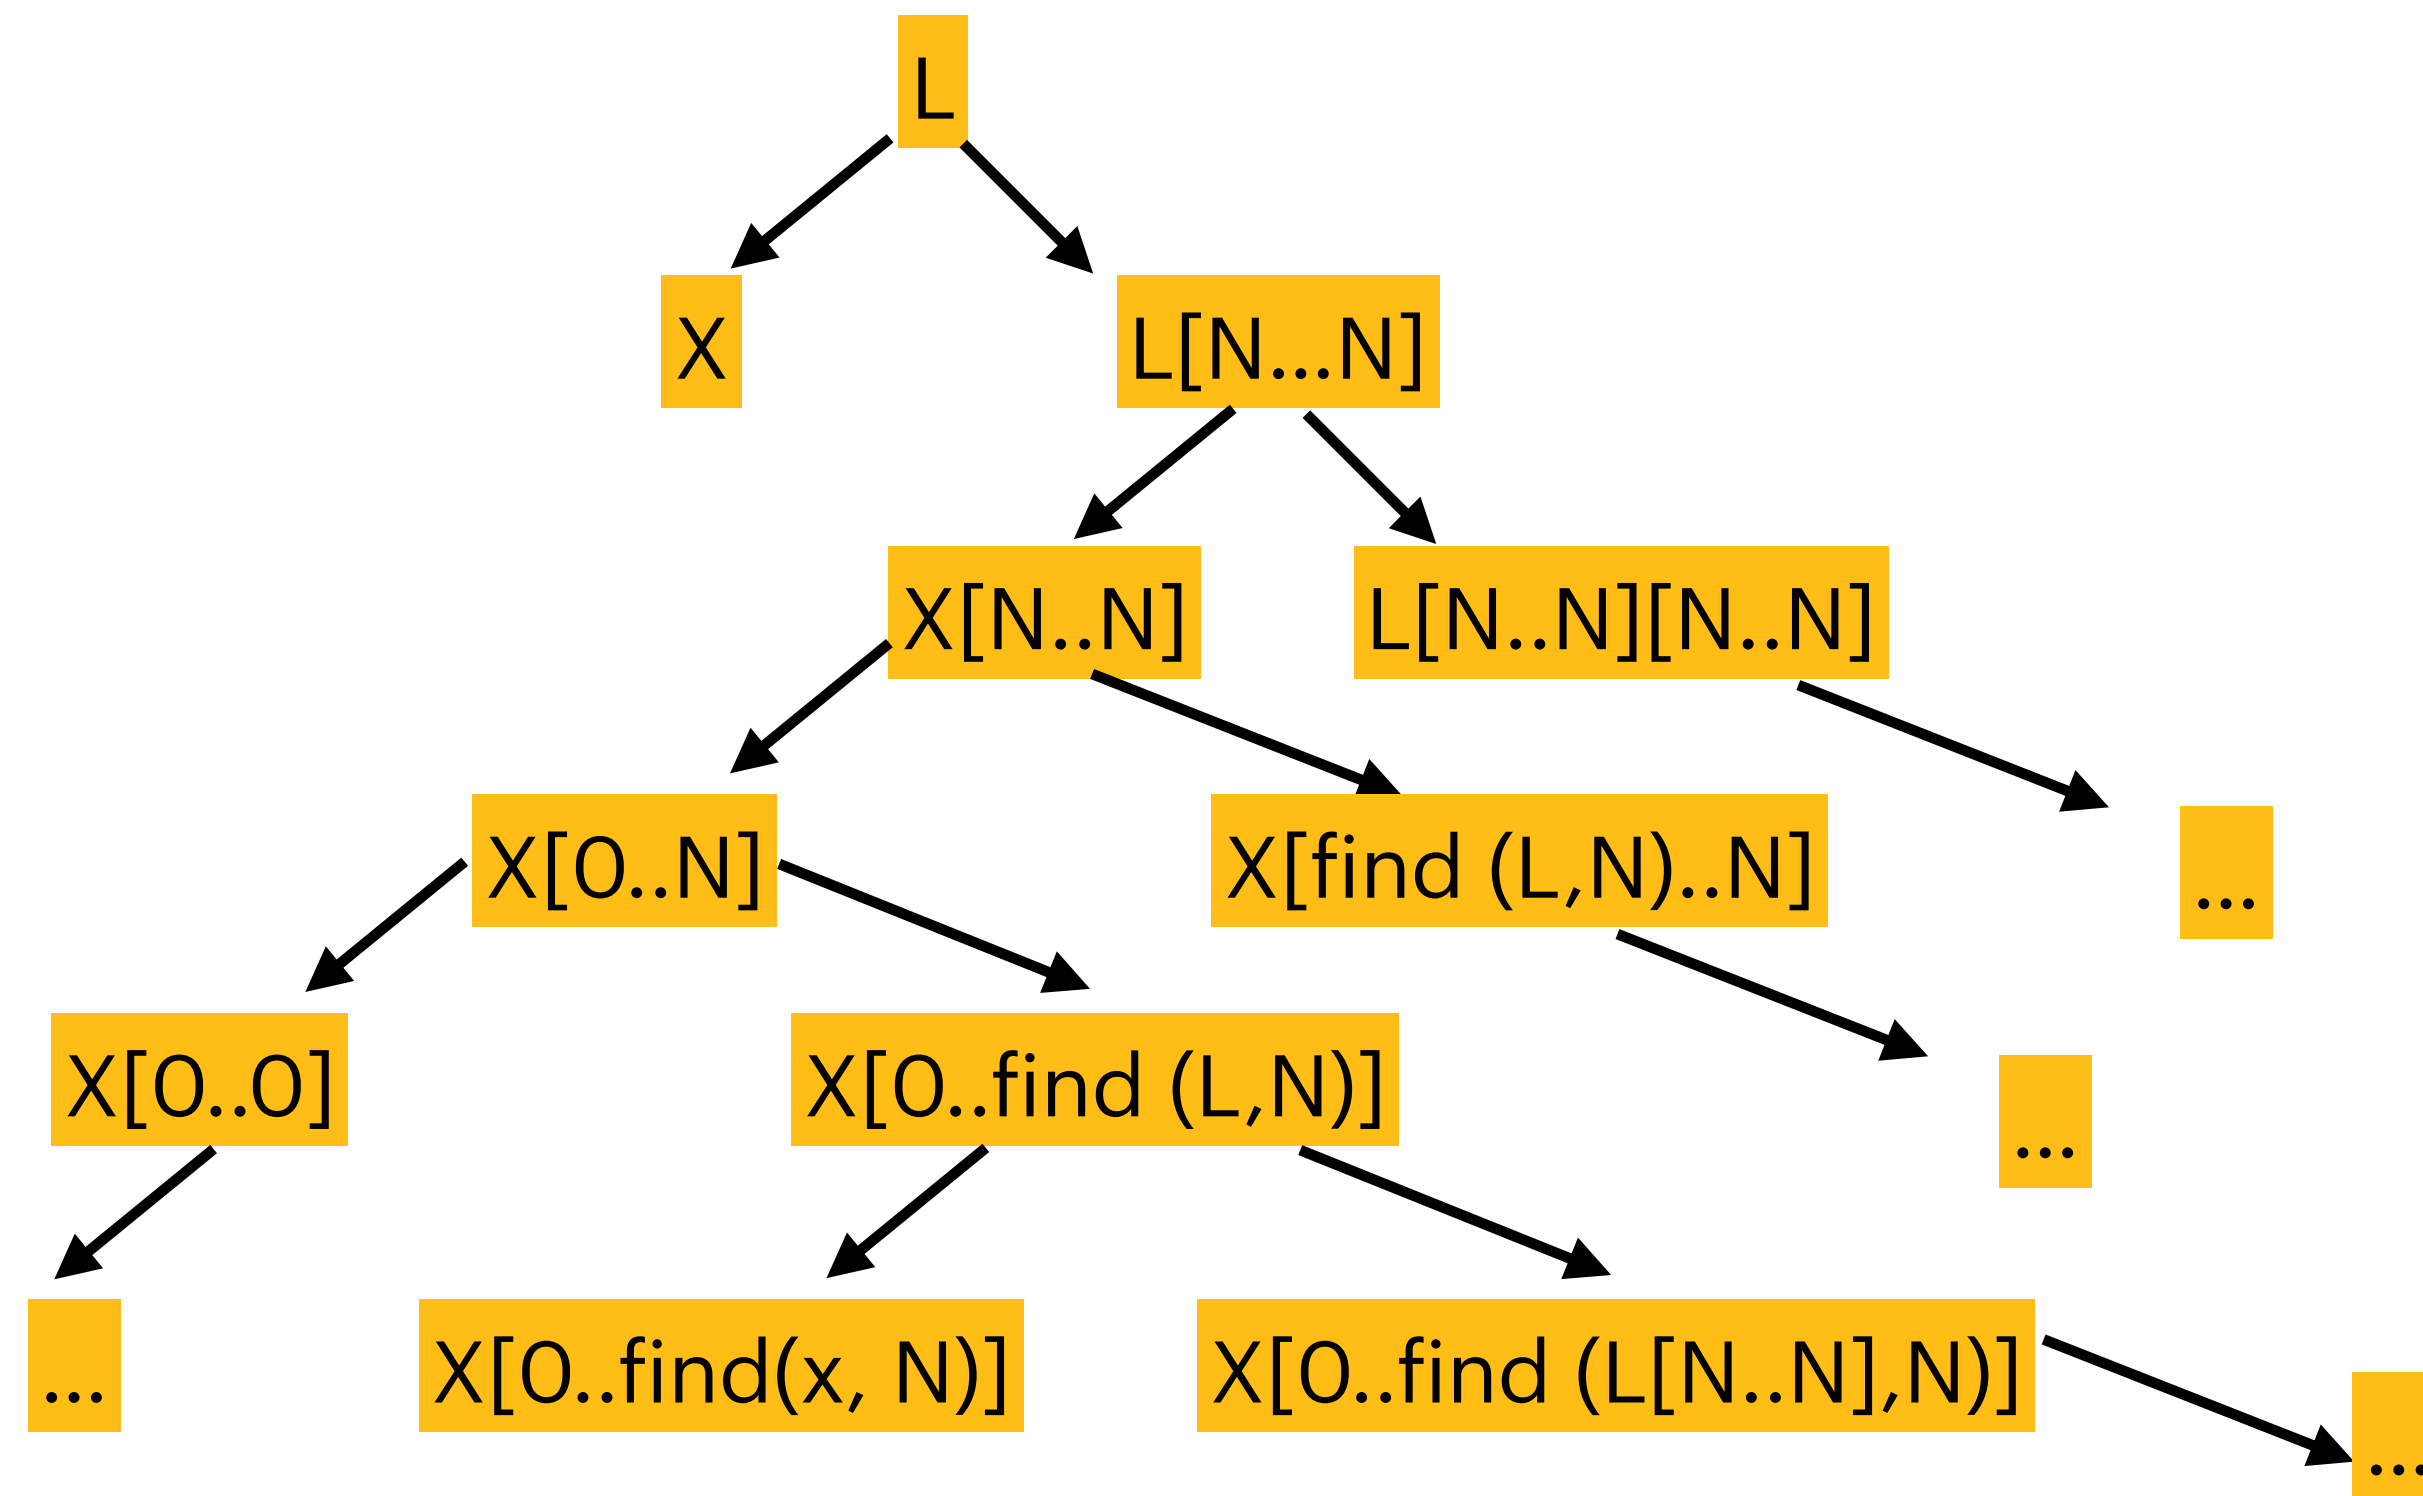 L
X
L[N...N]
X[N..N]
L[N..N][N..N]
X[0..N]
X[find (L,N)..N]
...
X[0..0]
X[0..find (L,N)]
...
...
X[0..find(x, N)]
X[0..find (L[N..N],N)]
...